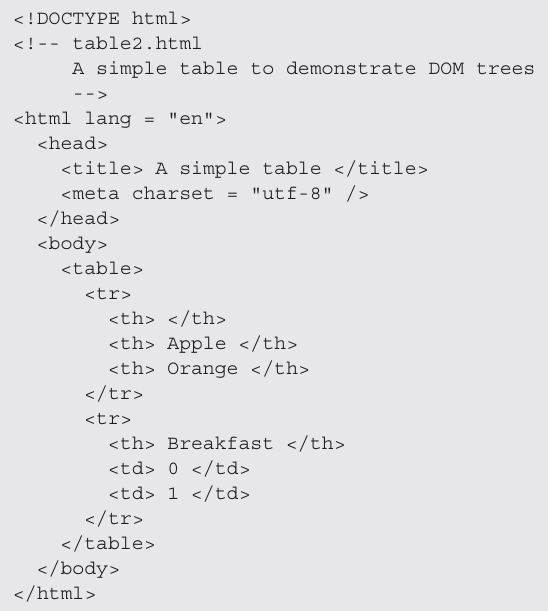 <!DOCTYPE html>
<!-- table2.html
     A simple table to demonstrate DOM trees
     -->
<html lang = "en">
  <head>
    <title> A simple table </title>
    <meta charset = "utf-8" />
  </head>
  <body>
    <table>
      <tr>
        <th> </th>
        <th> Apple </th>
        <th> Orange </th>
      </tr>
      <tr>
        <th> Breakfast </th>
        <td> 0 </td>
        <td> 1 </td>
      </tr>
    </table>
  </body>
</html>